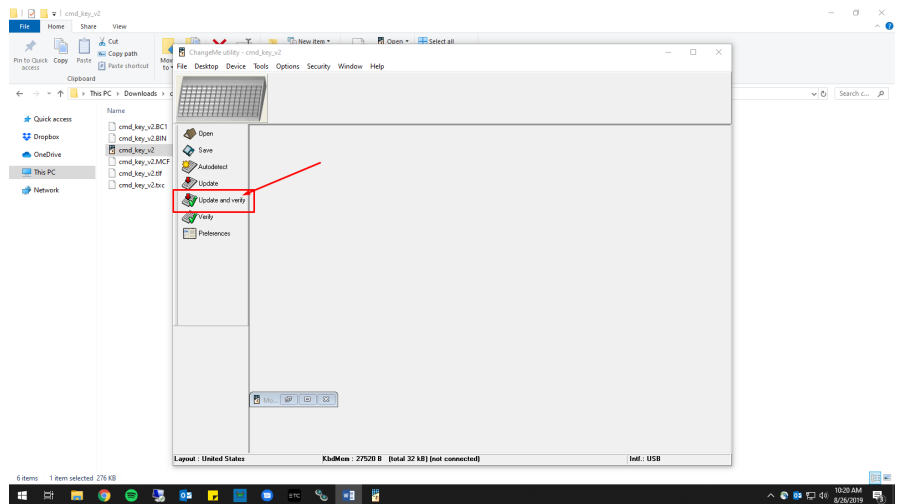 cmd_key_v2
File Home Share View
Pin to Quick access
Copy
Paste
Cut
Copy path
Paste shortcut
Clipboard
New item
Open
Select all
This PC > Downloads >
Search c...
Quick access
Dropbox
OneDrive
This PC
Network
Name
cmd_key_v2.BC1
cmd_key_v2.BIN
cmd_key_v2
cmd_key_v2.MCF
cmd_key_v2.tlf
cmd_key_v2.txc
ChangeMe utility - cmd_key_v2
File Desktop Device Tools Options Security Window Help
Open
Save
Autodetect
Update
Update and verify
Verify
Preferences
Mo...
Layout : United States KbdMem : 27520 B (total 32 kB) (not connected) Intf.: USB
6 items 1 item selected 276 KB
ETC
10:20 AM
8/26/2019